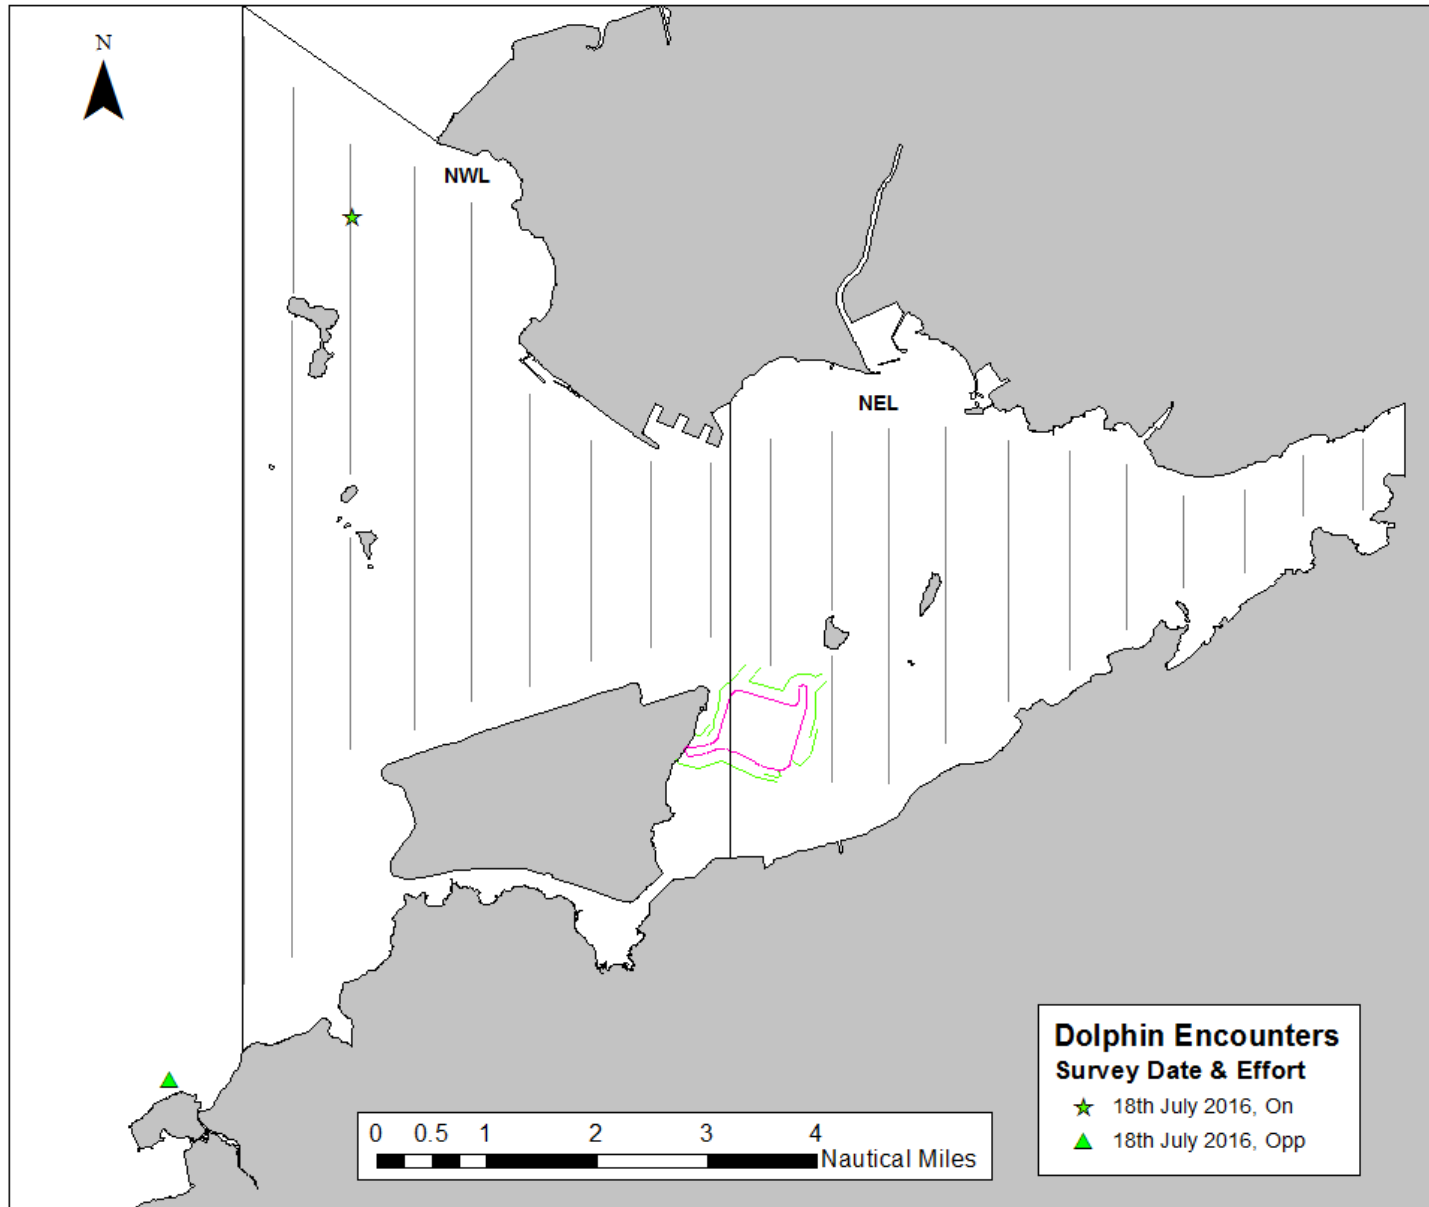 N
NWL
NEL
Dolphin Encounters
Survey Date & Effort
18th July 2016, On
18th July 2016, Opp
0 0.5 1 2 3 4
Nautical Miles